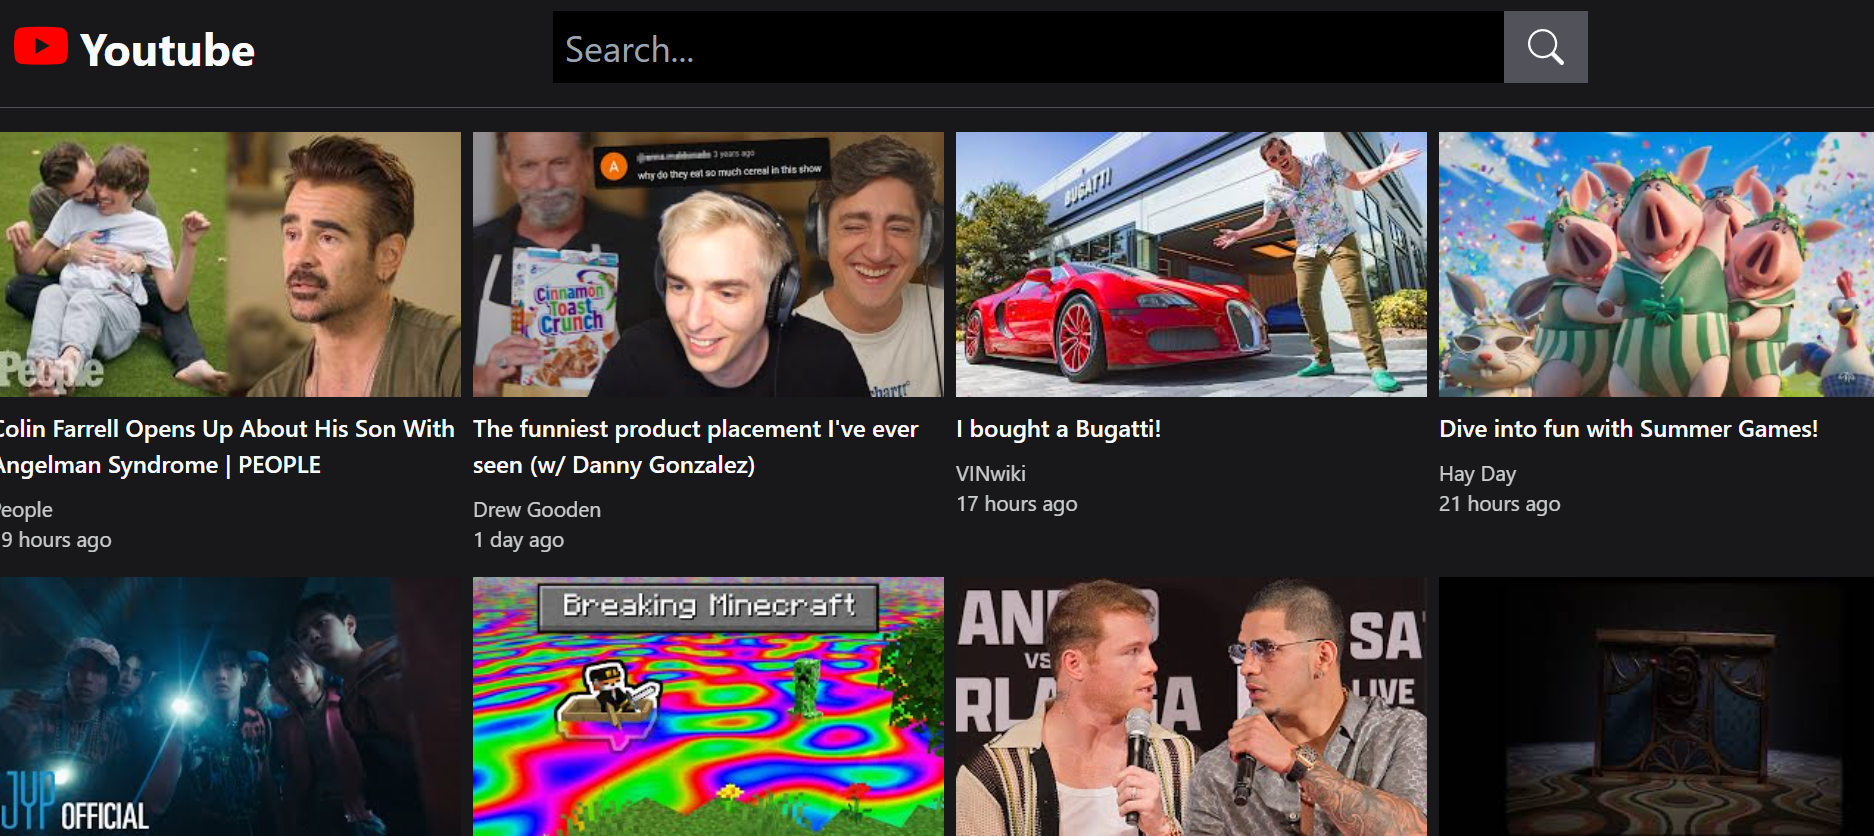 Youtube
Search...
People
@anna.maldonado 3 years ago
A
why do they eat so much cereal in this show
Cinnamon
Toast
Crunch
BUGATTI
Colin Farrell Opens Up About His Son With
Angelman Syndrome | PEOPLE
eople
9 hours ago
The funniest product placement I've ever
seen (w/ Danny Gonzalez)
Drew Gooden
1 day ago
I bought a Bugatti!
VINwiki
17 hours ago
Dive into fun with Summer Games!
Hay Day
21 hours ago
JYP OFFICIAL
Breaking Minecraft
VS
SA
LIVE